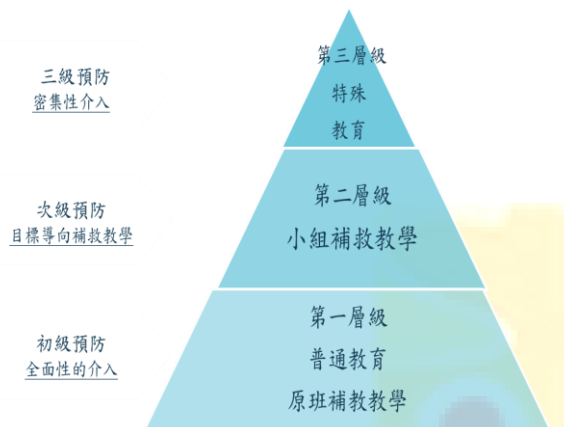 第三層級
三級預防
特殊
密集性介入
教育
第二層級
次級預防
小組補救教學
目標導向補救教學
第一層級
初級預防
普通教育
全面性的介入
原班補教教學